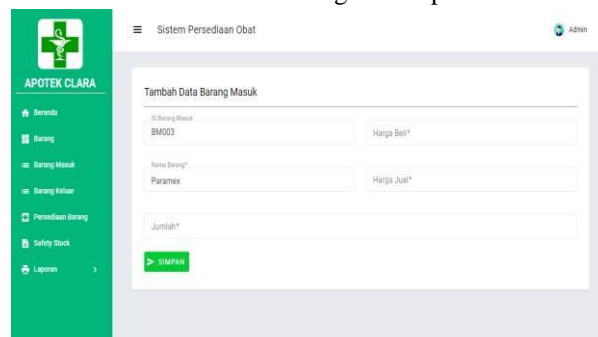 Sistem Persediaan Obat
Admin
APOTEK CLARA
Beranda
Barang
Barang Masuk
Barang Keluar
Persediaan Barang
Safety Stock
Laporan
Tambah Data Barang Masuk
ID Barang Masuk
BM003
Harga Beli*
Nama Barang*
Paramex
Harga Jual*
Jumlah*
SIMPAN